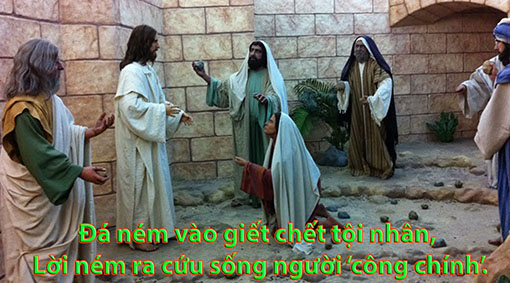 Đá ném vào giết chết tội nhân,
Lời ném ra cứu sống người ‘công chính’.